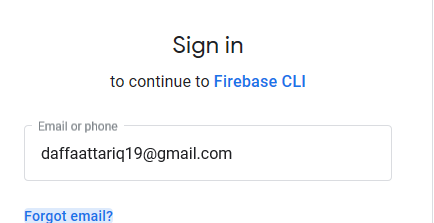 Sign in
to continue to Firebase CLI
Email or phone
daffaattariq19@gmail.com
Forgot email?